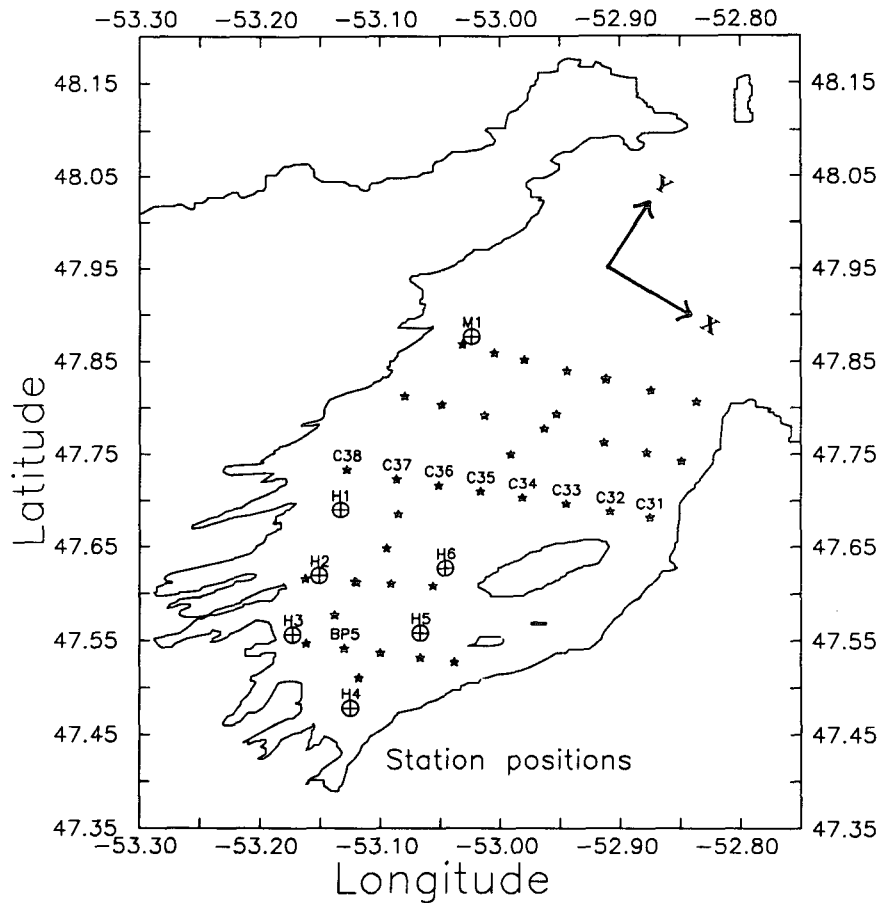 -53.30 -53.20 -53.10 -53.00 -52.90 -52.80
48.15 48.15
48.05 48.05
Y
47.95 47.95
X
M1
47.85 47.85
47.75 47.75
C38 C37 C36 C35 C34 C33 C32 C31
H1
47.65 47.65
H2 H6
H3 BP5 H5
47.55 47.55
H4
47.45 47.45
Station positions
47.35 47.35
-53.30 -53.20 -53.10 -53.00 -52.90 -52.80
Longitude
Latitude